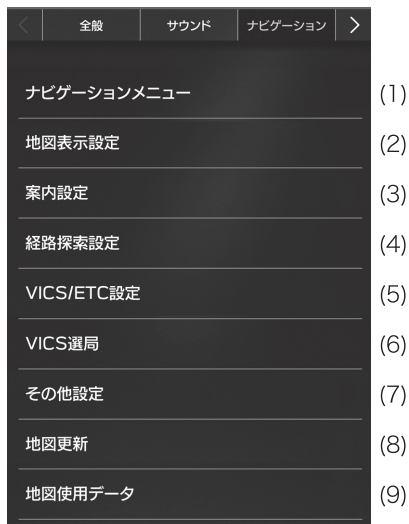 全般 サウンド ナビゲーション
ナビゲーションメニュー (1)
地図表示設定 (2)
案内設定 (3)
経路探索設定 (4)
VICS/ETC設定 (5)
VICS選局 (6)
その他設定 (7)
地図更新 (8)
地図使用データ (9)